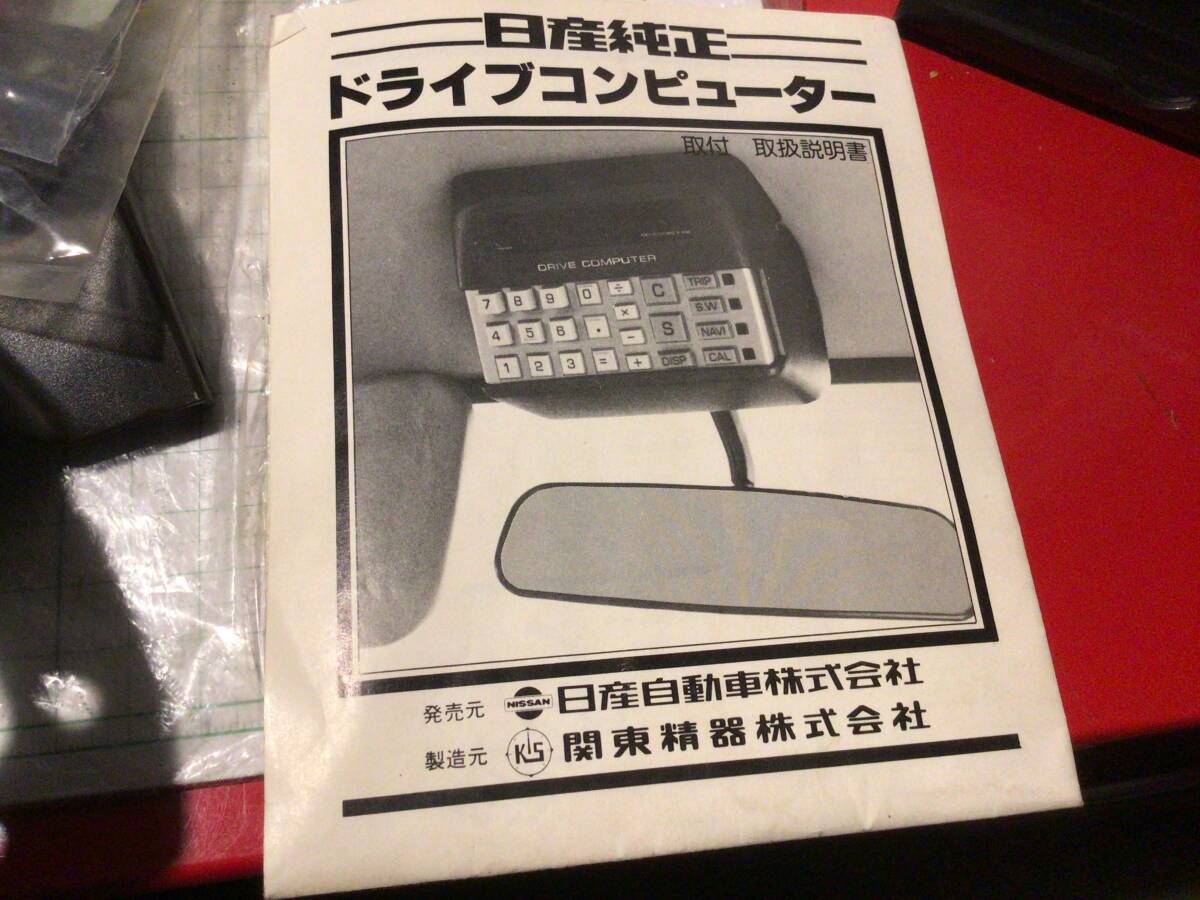 日産純正
ドライブコンピューター
取付 取扱説明書
DRIVE COMPUTER
7 8 9 0 ÷ C TRIP
4 5 6 · × S S.W
1 2 3 = − + DISP NAVI
CAL
発売元 NISSAN 日産自動車株式会社
製造元 KS 関東精器株式会社